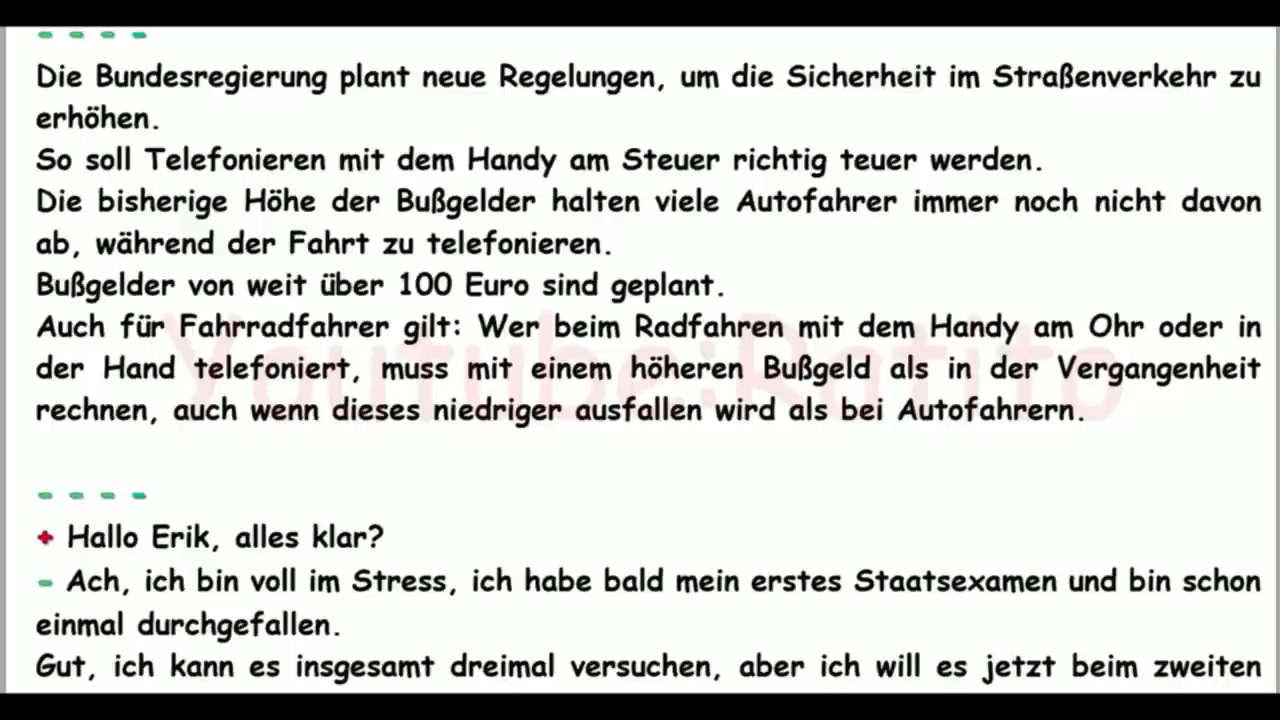 - - - -
Die Bundesregierung plant neue Regelungen, um die Sicherheit im Straßenverkehr zu
erhöhen.
So soll Telefonieren mit dem Handy am Steuer richtig teuer werden.
Die bisherige Höhe der Bußgelder halten viele Autofahrer immer noch nicht davon
ab, während der Fahrt zu telefonieren.
Bußgelder von weit über 100 Euro sind geplant.
Auch für Fahrradfahrer gilt: Wer beim Radfahren mit dem Handy am Ohr oder in
der Hand telefoniert, muss mit einem höheren Bußgeld als in der Vergangenheit
rechnen, auch wenn dieses niedriger ausfallen wird als bei Autofahrern.
- - - -
+ Hallo Erik, alles klar?
- Ach, ich bin voll im Stress, ich habe bald mein erstes Staatsexamen und bin schon
einmal durchgefallen.
Gut, ich kann es insgesamt dreimal versuchen, aber ich will es jetzt beim zweiten